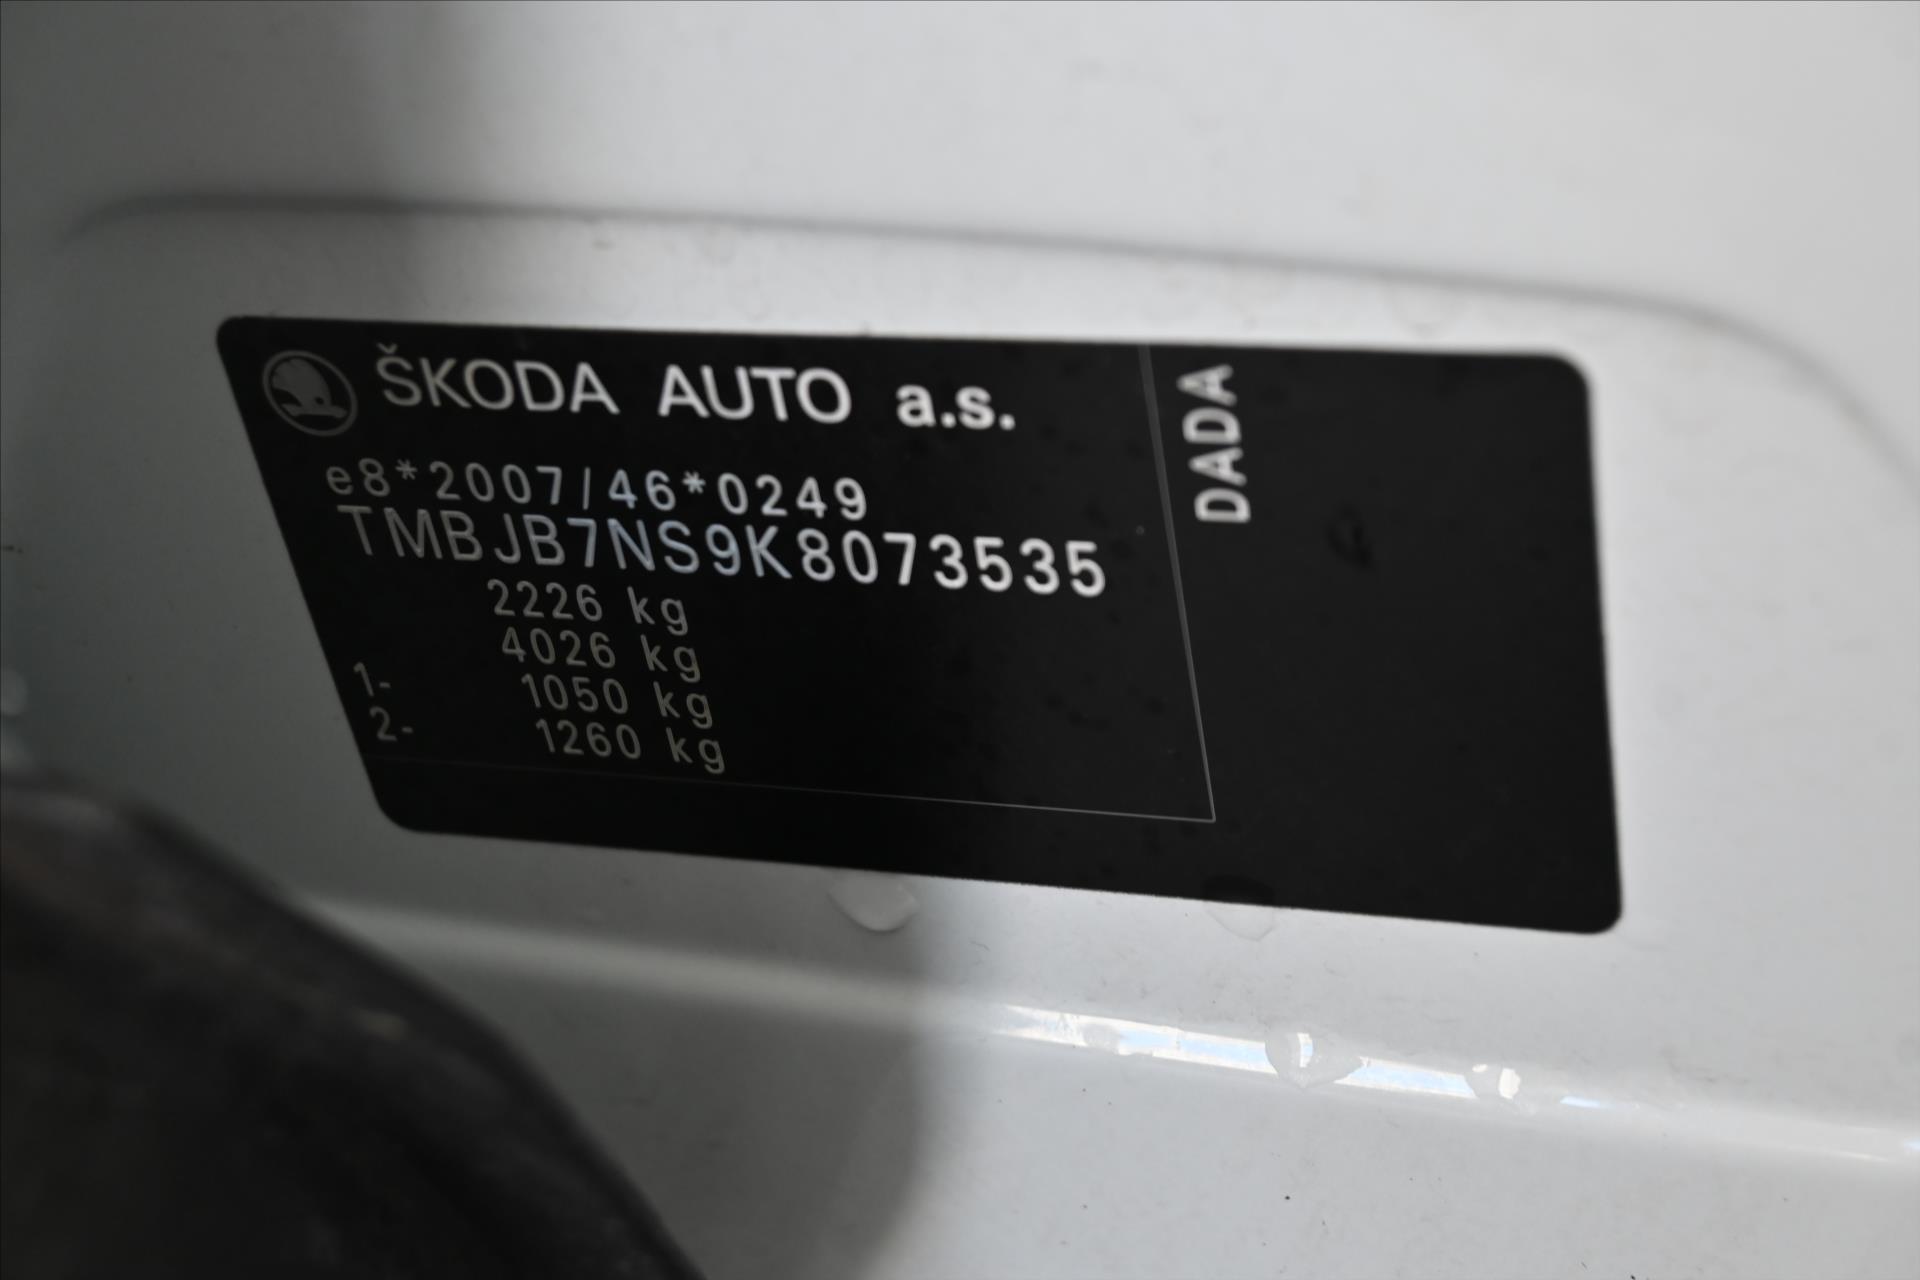 ŠKODA AUTO a.s.
e8*2007/46*0249
TMBJB7NS9K8073535
2226 kg
4026 kg
1- 1050 kg
2- 1260 kg
DADA